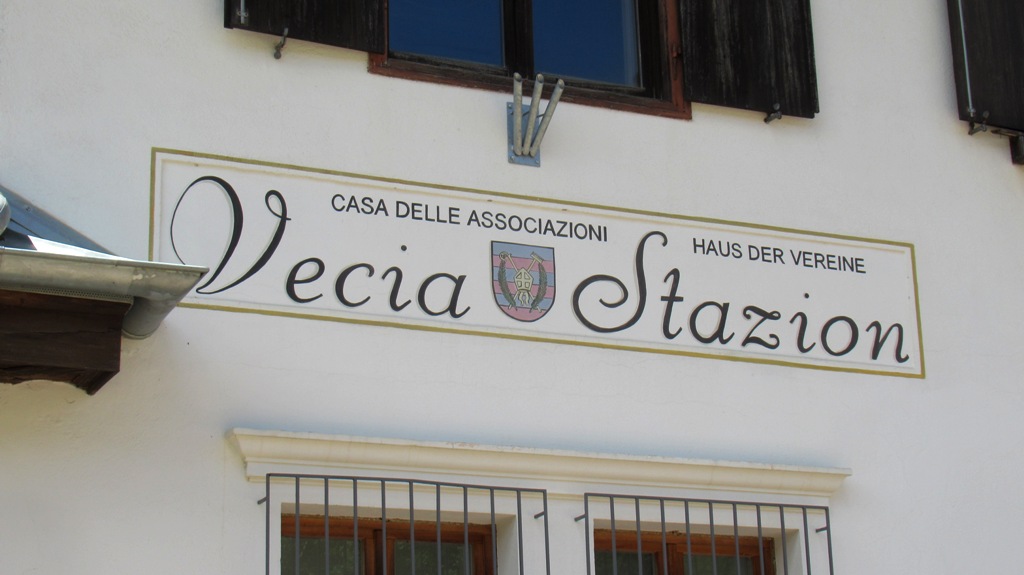 CASA DELLE ASSOCIAZIONI HAUS DER VEREINE
Vecia Stazion